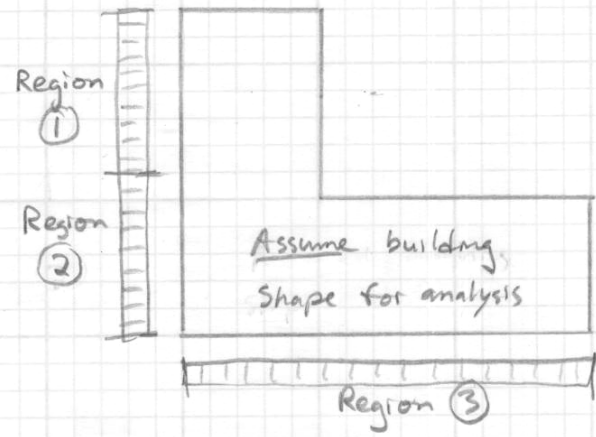 Region
1
Region
2
Assume building
Shape for analysis
Region 3